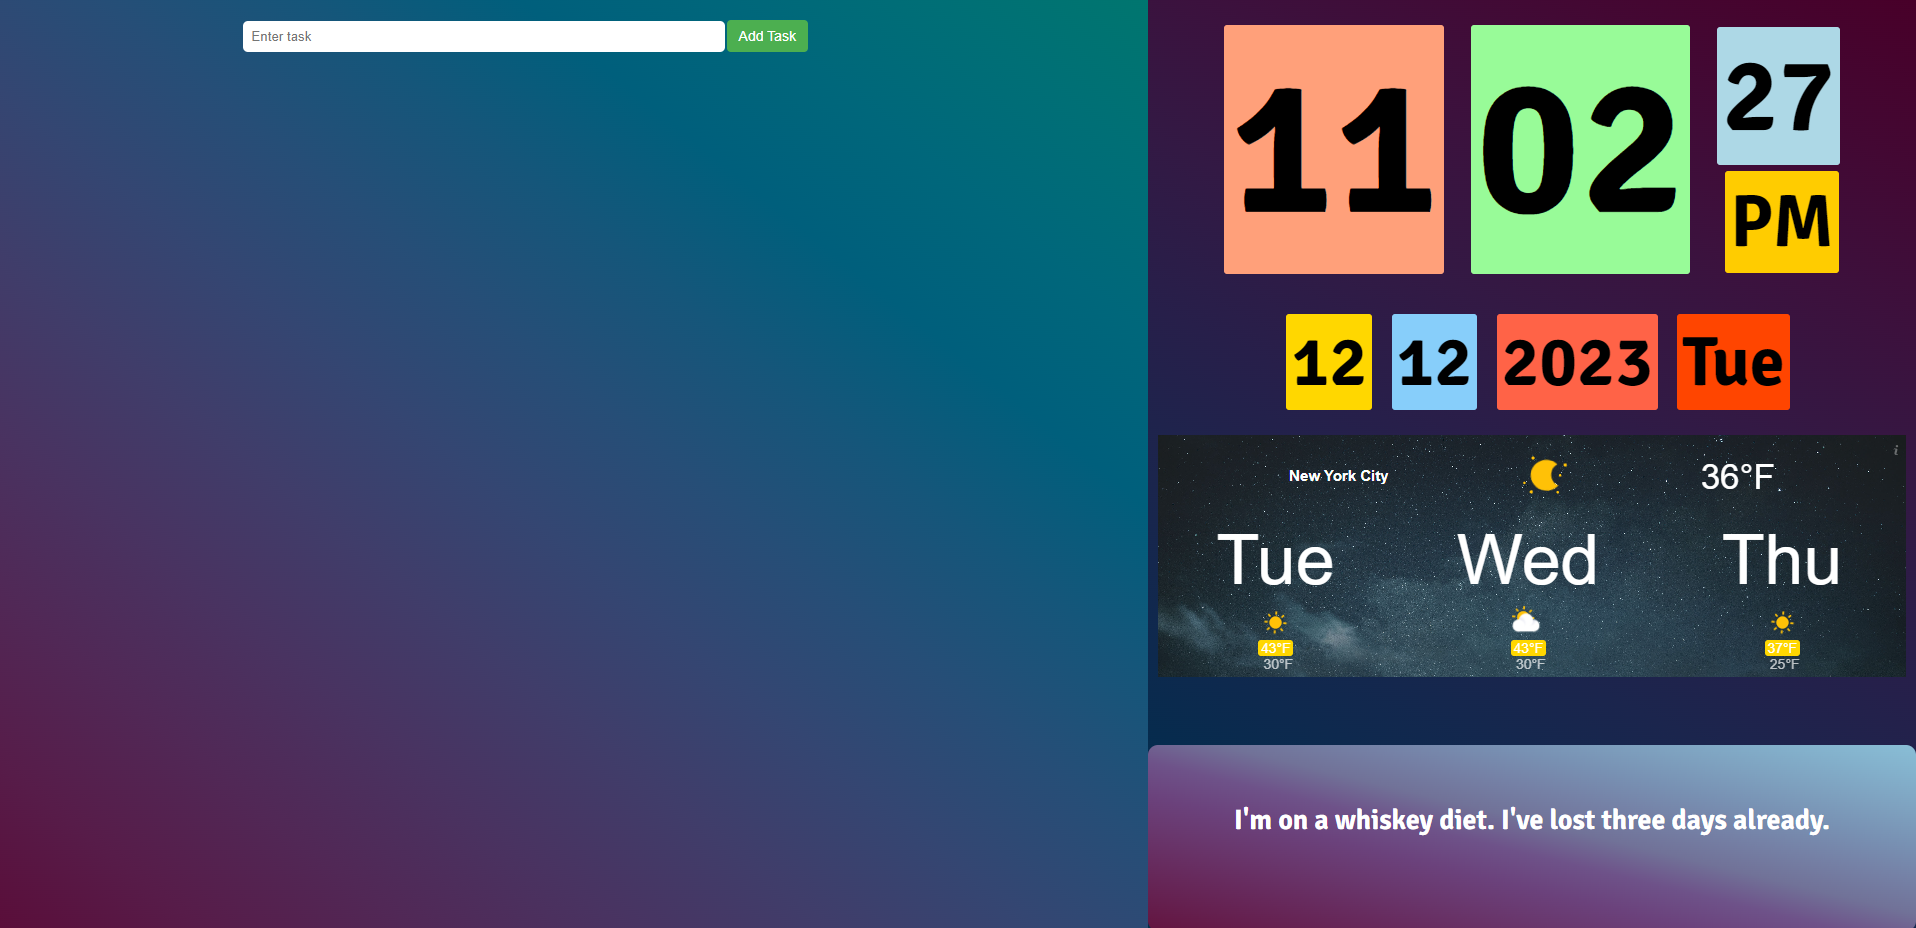 Enter task
Add Task
11
02
27
PM
12
12
2023
Tue
i
New York City
36°F
Tue
Wed
Thu
43°F
43°F
37°F
30°F
30°F
25°F
I'm on a whiskey diet. I've lost three days already.